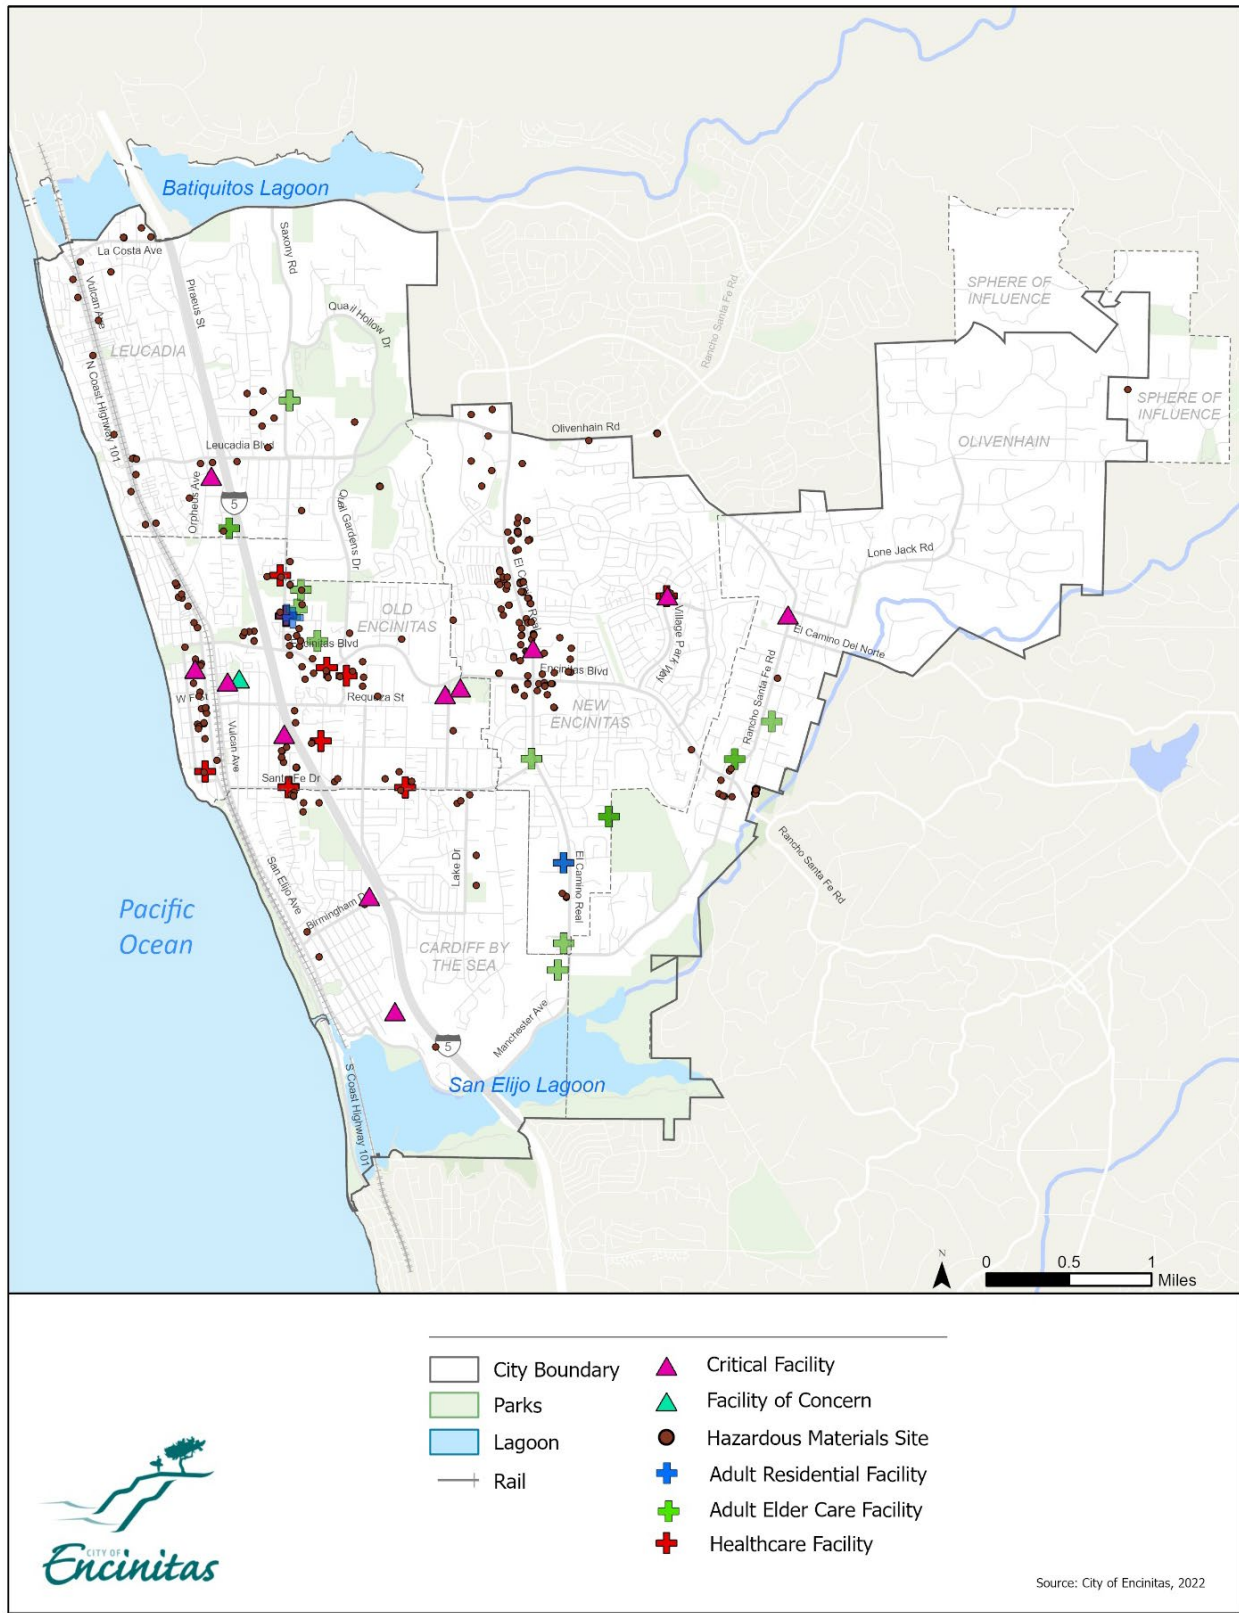 Batiquitos Lagoon
La Costa Ave
Saxony Rd
Vulcan Ave
Piraeus St
Quail Hollow Dr
Rancho Santa Fe Rd
SPHERE OF
INFLUENCE
LEUCADIA
N Coast Highway 101
SPHERE OF
INFLUENCE
Olivenhain Rd
OLIVENHAIN
Leucadia Blvd
Orpheus Ave
5
Quail Gardens Dr
El Camino Real
Lone Jack Rd
OLD
ENCINITAS
Village Park Way
El Camino Del Norte
Encinitas Blvd
Encinitas Blvd
W F St
Requeza St
NEW
ENCINITAS
Rancho Santa Fe Rd
Vulcan Ave
Santa Fe Dr
Rancho Santa Fe Rd
San Elijo Ave
Lake Dr
El Camino Real
Birmingham Dr
Pacific
Ocean
CARDIFF BY
THE SEA
Manchester Ave
5
San Elijo Lagoon
S Coast Highway 101
N
0 0.5 1
Miles
City Boundary
Parks
Lagoon
Rail
Critical Facility
Facility of Concern
Hazardous Materials Site
Adult Residential Facility
Adult Elder Care Facility
Healthcare Facility
CITY OF
Encinitas
Source: City of Encinitas, 2022